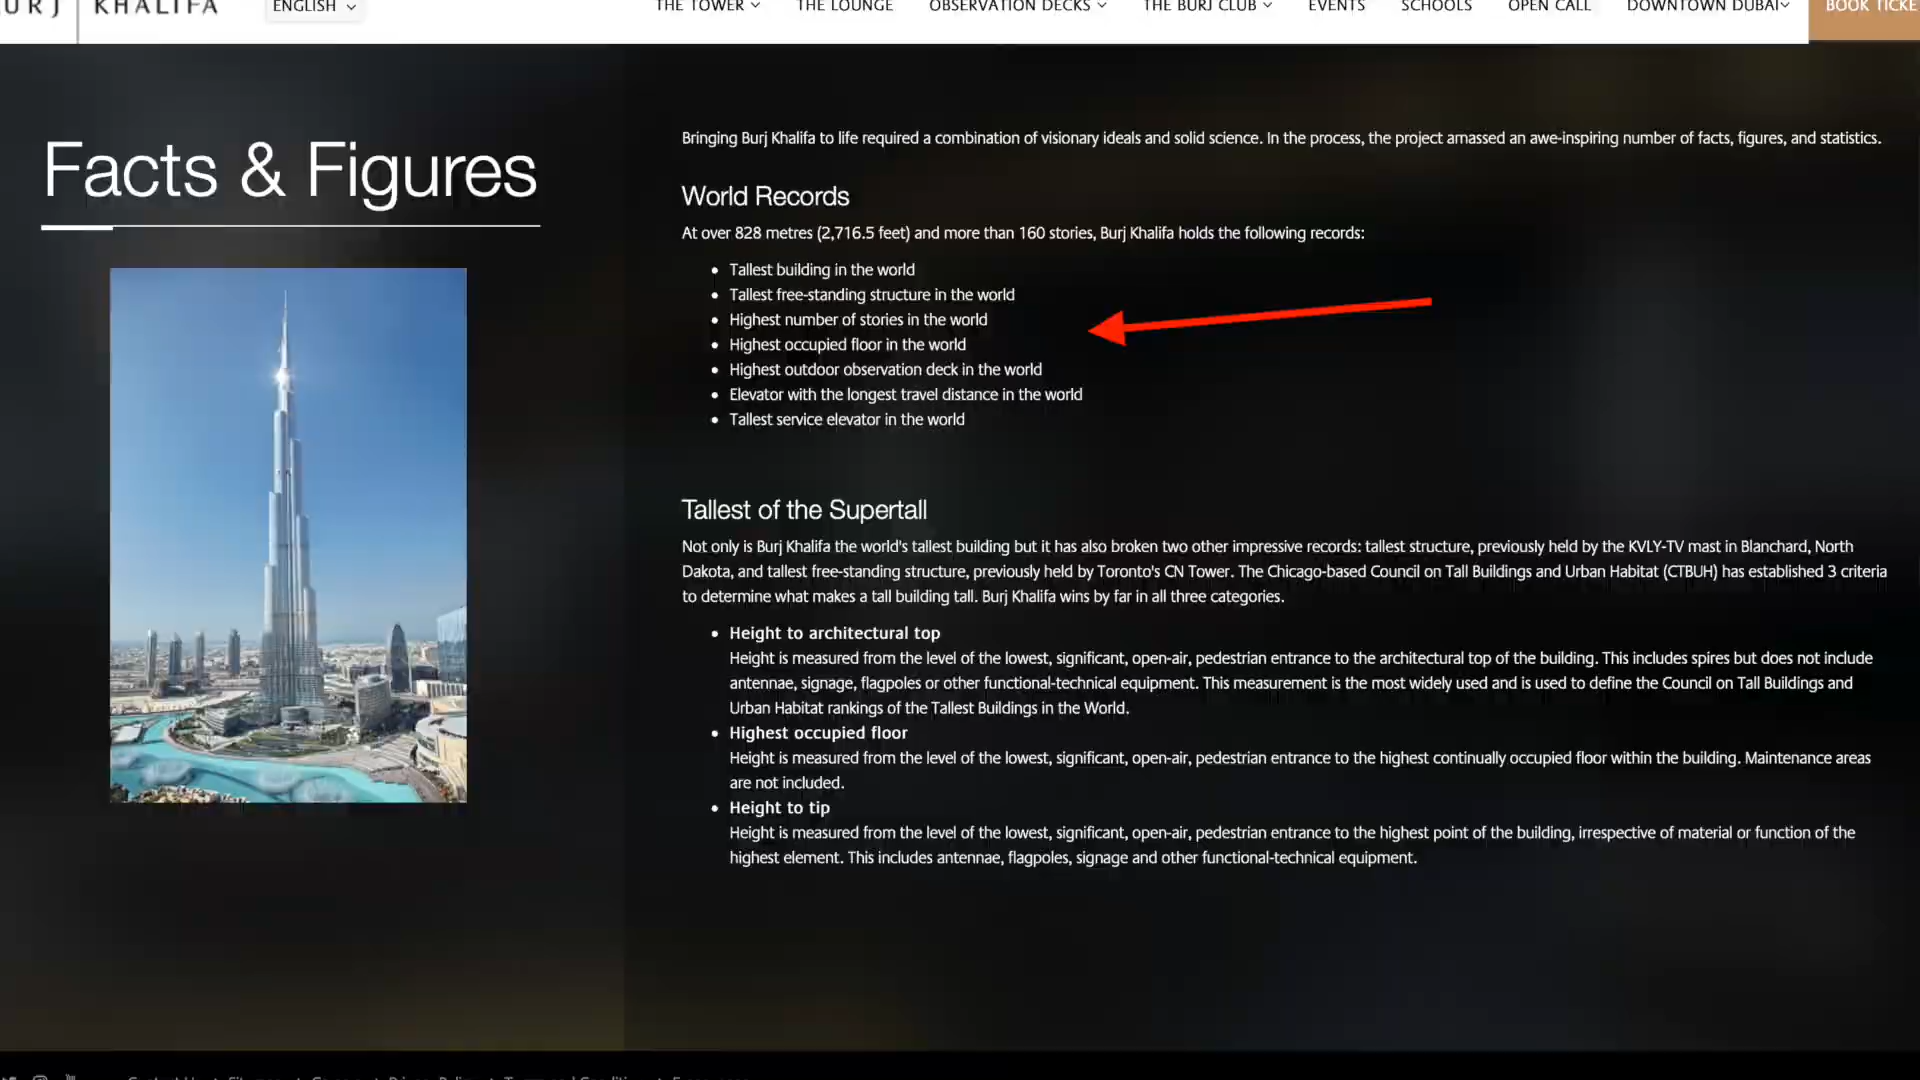 KHALIFA
ENGLISH
THE TOWER
THE LOUNGE
OBSERVATION DECKS
THE BURJ CLUB
EVENTS
SCHOOLS
OPEN CALL
DOWNTOWN DUBAI
BOOK
Facts & Figures
Bringing Burj Khalifa to life required a combination of visionary ideals and solid science. In the process, the project amassed an awe-inspiring number of facts, figures, and statistics.
World Records
At over 828 metres (2,716.5 feet) and more than 160 stories, Burj Khalifa holds the following records:
• Tallest building in the world
• Tallest free-standing structure in the world
• Highest number of stories in the world
• Highest occupied floor in the world
• Highest outdoor observation deck in the world
• Elevator with the longest travel distance in the world
• Tallest service elevator in the world
Tallest of the Supertall
Not only is Burj Khalifa the world's tallest building but it has also broken two other impressive records: tallest structure, previously held by the KVLY-TV mast in Blanchard, North
Dakota, and tallest free-standing structure, previously held by Toronto's CN Tower. The Chicago-based Council on Tall Buildings and Urban Habitat (CTBUH) has established 3 criteria
to determine what makes a tall building tall. Burj Khalifa wins by far in all three categories.
• Height to architectural top
Height is measured from the level of the lowest, significant, open-air, pedestrian entrance to the architectural top of the building. This includes spires but does not include
antennae, signage, flagpoles or other functional-technical equipment. This measurement is the most widely used and is used to define the Council on Tall Buildings and
Urban Habitat rankings of the Tallest Buildings in the World.
• Highest occupied floor
Height is measured from the level of the lowest, significant, open-air, pedestrian entrance to the highest continually occupied floor within the building. Maintenance areas
are not included.
• Height to tip
Height is measured from the level of the lowest, significant, open-air, pedestrian entrance to the highest point of the building, irrespective of material or function of the
highest element. This includes antennae, flagpoles, signage and other functional-technical equipment.